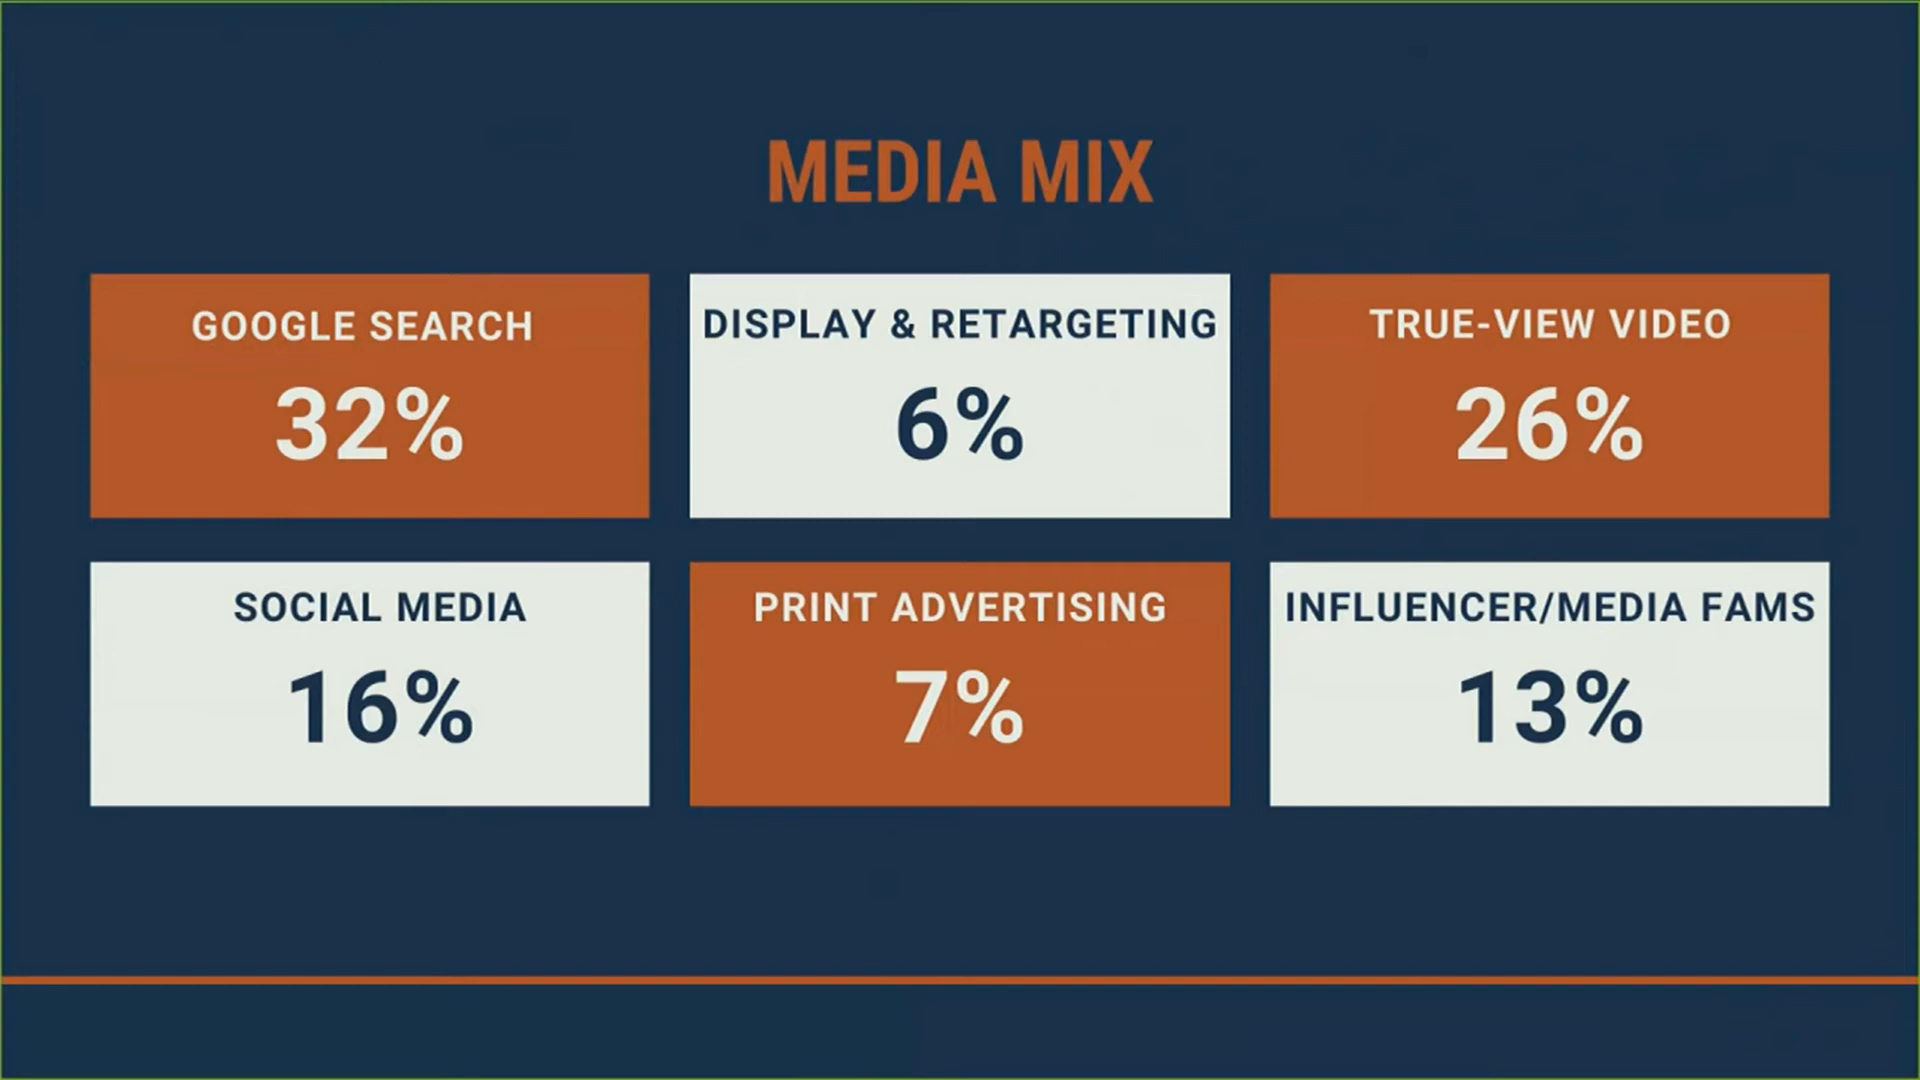 MEDIA MIX
GOOGLE SEARCH
32%
DISPLAY & RETARGETING
6%
TRUE-VIEW VIDEO
26%
SOCIAL MEDIA
16%
PRINT ADVERTISING
7%
INFLUENCER/MEDIA FAMS
13%